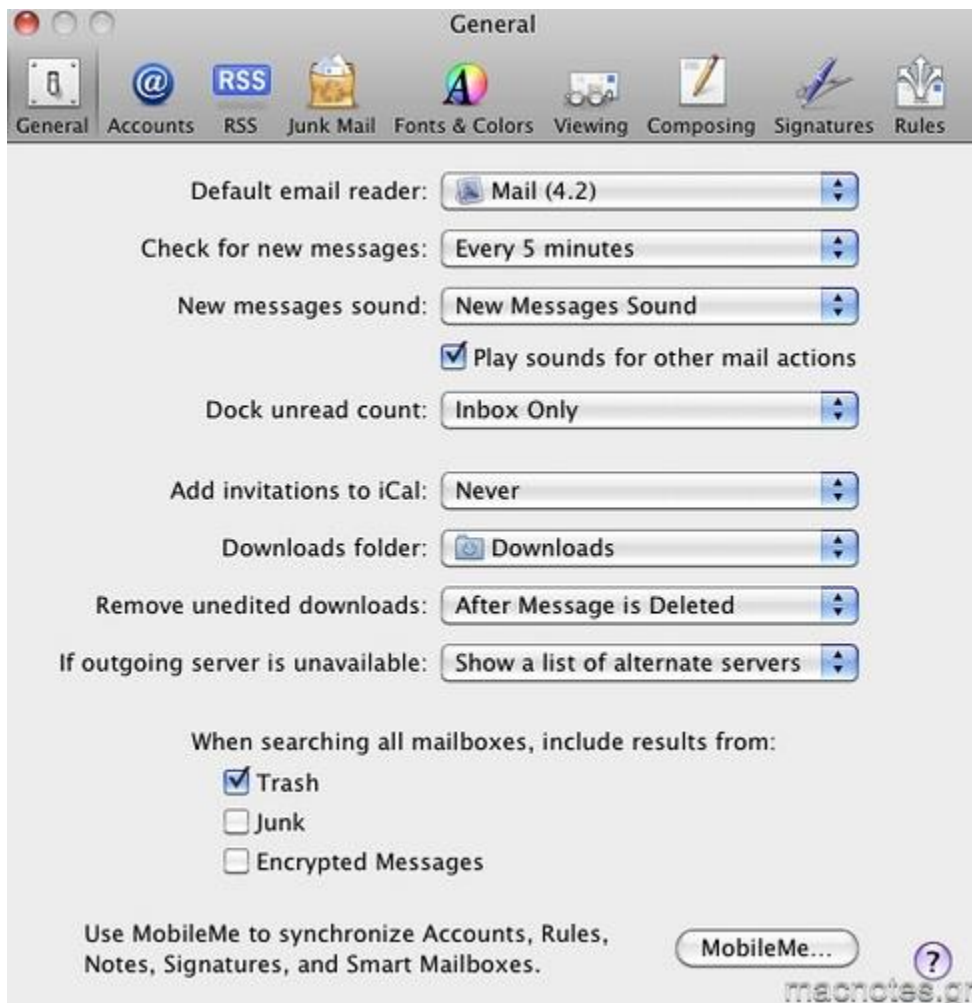 General
General Accounts RSS RSS Junk Mail Fonts & Colors Viewing Composing Signatures Rules
Default email reader: Mail (4.2)
Check for new messages: Every 5 minutes
New messages sound: New Messages Sound
Play sounds for other mail actions
Dock unread count: Inbox Only
Add invitations to iCal: Never
Downloads folder: Downloads
Remove unedited downloads: After Message is Deleted
If outgoing server is unavailable: Show a list of alternate servers
When searching all mailboxes, include results from:
Trash
Junk
Encrypted Messages
Use MobileMe to synchronize Accounts, Rules,
Notes, Signatures, and Smart Mailboxes.
MobileMe...
?
macnotes.gr